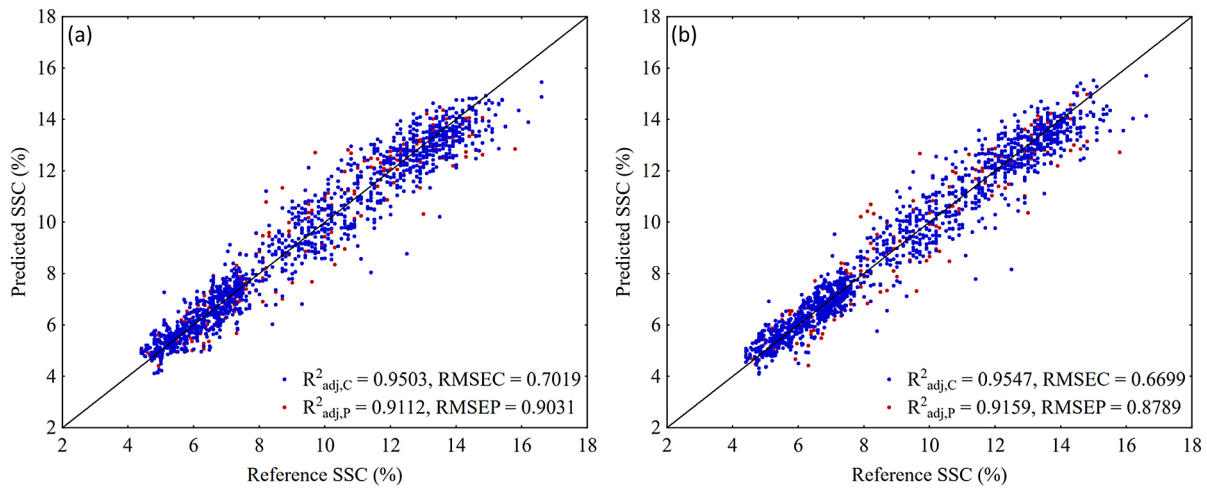 (a)
18
16
14
12
10
8
6
4
2
Predicted SSC (%)
R²adj,C = 0.9503, RMSEC = 0.7019
R²adj,P = 0.9112, RMSEP = 0.9031
2 4 6 8 10 12 14 16 18
Reference SSC (%)
(b)
18
16
14
12
10
8
6
4
2
Predicted SSC (%)
R²adj,C = 0.9547, RMSEC = 0.6699
R²adj,P = 0.9159, RMSEP = 0.8789
2 4 6 8 10 12 14 16 18
Reference SSC (%)